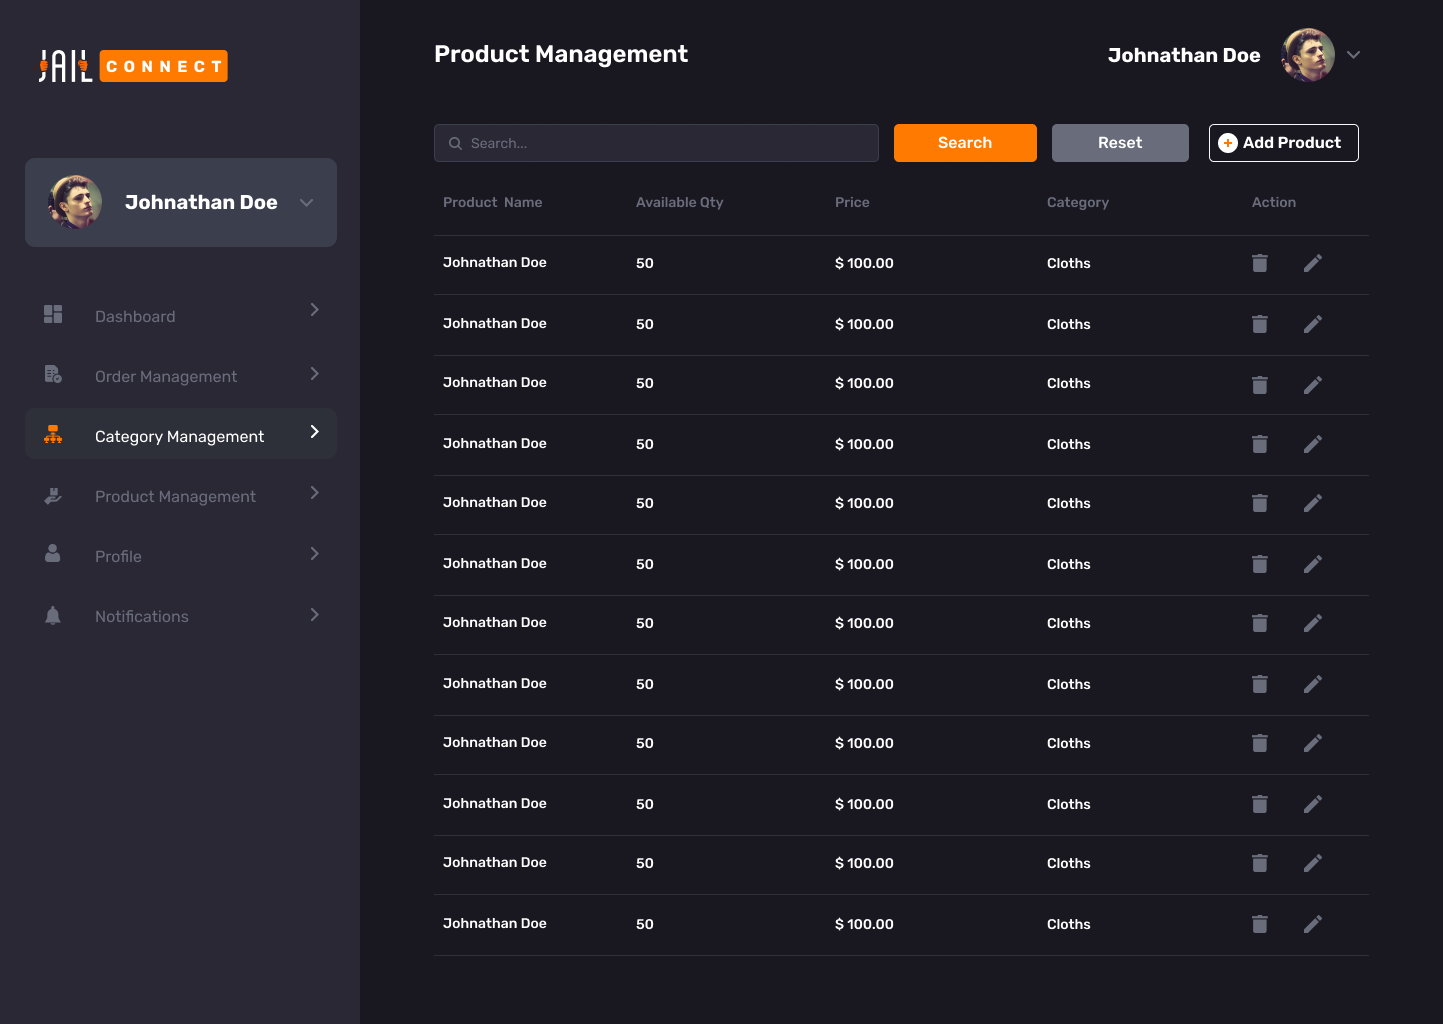 JAIL CONNECT
Product Management
Johnathan Doe
Johnathan Doe
Dashboard
Order Management
Category Management
Product Management
Profile
Notifications
Search...
Search
Reset
Add Product
Product Name Available Qty Price Category Action
Johnathan Doe 50 $ 100.00 Cloths
Johnathan Doe 50 $ 100.00 Cloths
Johnathan Doe 50 $ 100.00 Cloths
Johnathan Doe 50 $ 100.00 Cloths
Johnathan Doe 50 $ 100.00 Cloths
Johnathan Doe 50 $ 100.00 Cloths
Johnathan Doe 50 $ 100.00 Cloths
Johnathan Doe 50 $ 100.00 Cloths
Johnathan Doe 50 $ 100.00 Cloths
Johnathan Doe 50 $ 100.00 Cloths
Johnathan Doe 50 $ 100.00 Cloths
Johnathan Doe 50 $ 100.00 Cloths